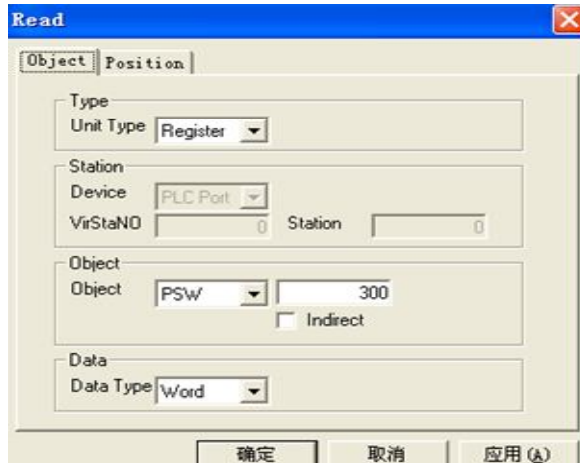 Read
Object Position
Type
Unit Type Register
Station
Device PLC Port
VirStaNO 0 Station 0
Object
Object PSW 300
Indirect
Data
Data Type Word
确定 取消 应用(A)